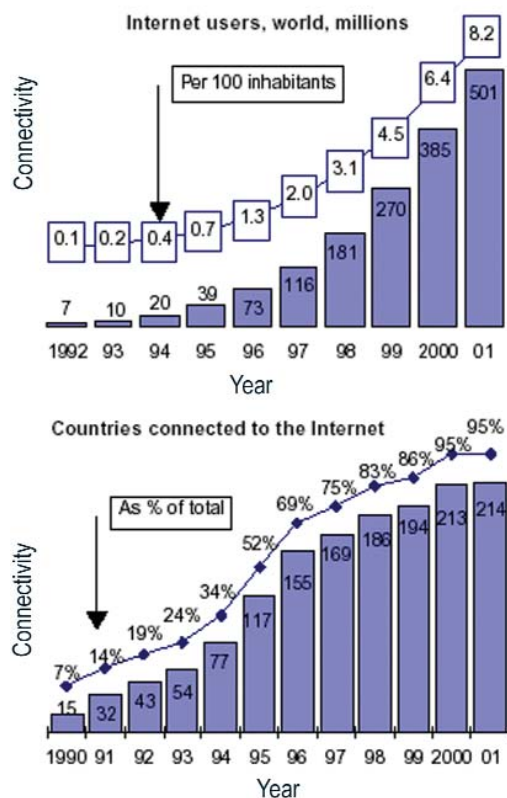 Internet users, world, millions
Connectivity
Per 100 inhabitants
0.1 0.2 0.4 0.7 1.3 2.0 3.1 4.5 6.4 8.2
7 10 20 39 73 116 181 270 385 501
1992 93 94 95 96 97 98 99 2000 01
Year
Countries connected to the Internet
Connectivity
As % of total
7% 14% 19% 24% 34% 52% 69% 75% 83% 86% 95% 95%
15 32 43 54 77 117 155 169 186 194 213 214
1990 91 92 93 94 95 96 97 98 99 2000 01
Year